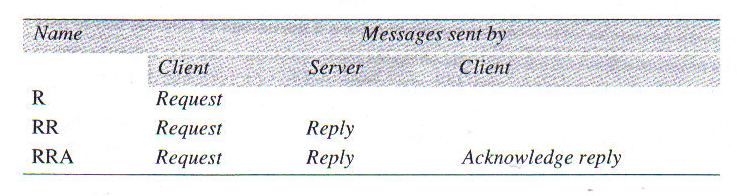 Name Messages sent by
Client Server Client
R Request
RR Request Reply
RRA Request Reply Acknowledge reply